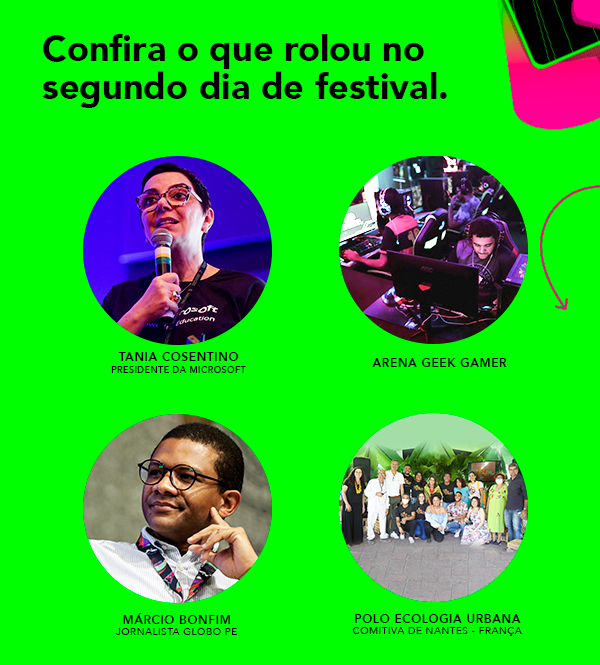 Confira o que rolou no
segundo dia de festival.
TANIA COSENTINO
PRESIDENTE DA MICROSOFT
ARENA GEEK GAMER
MÁRCIO BONFIM
JORNALISTA GLOBO PE
POLO ECOLOGIA URBANA
COMITIVA DE NANTES - FRANÇA